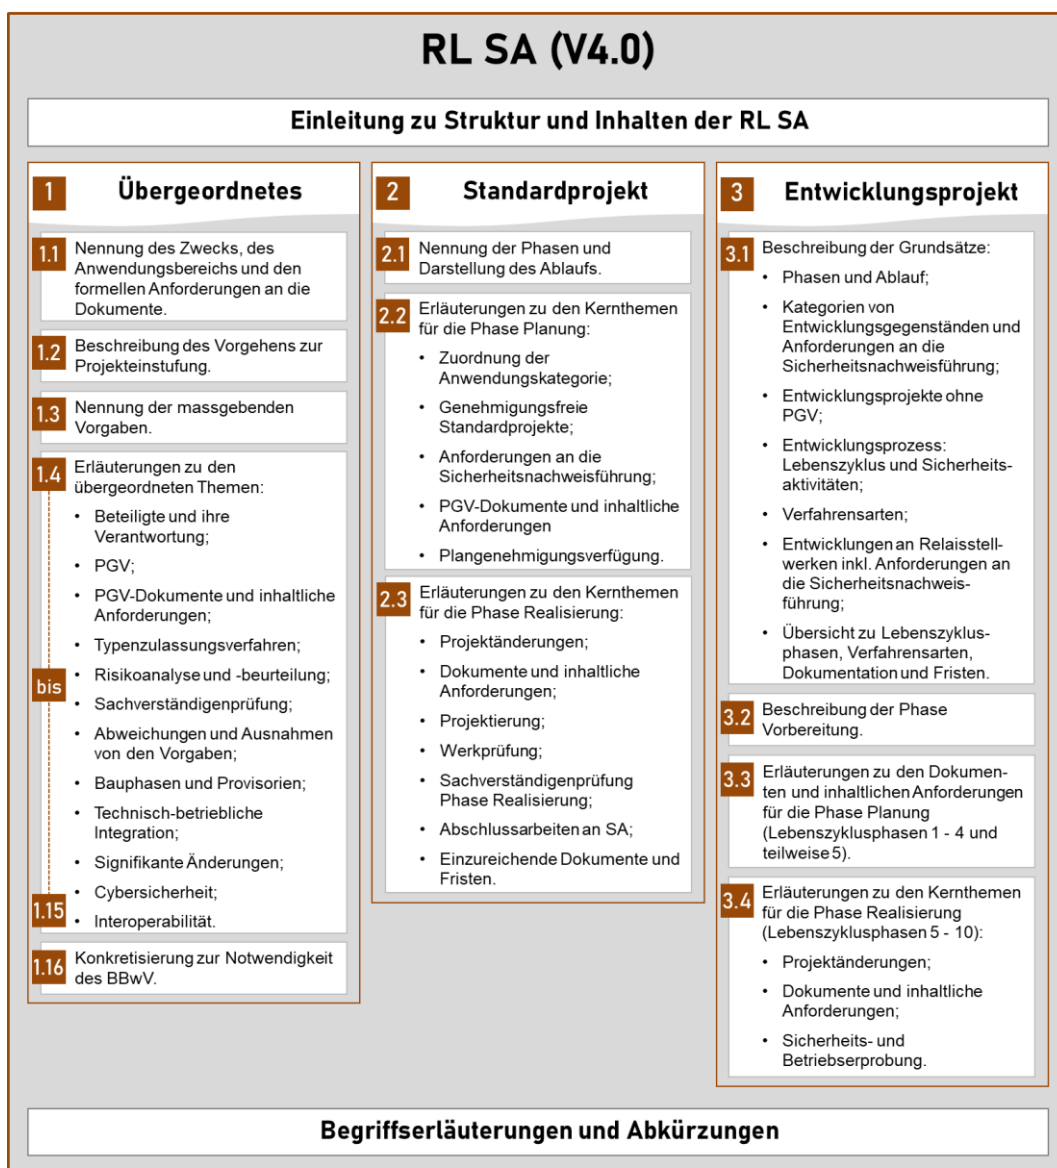 RL SA (V4.0)
Einleitung zu Struktur und Inhalten der RL SA
1 Übergeordnetes
1.1 Nennung des Zwecks, des
Anwendungsbereichs und den
formellen Anforderungen an die
Dokumente.
1.2 Beschreibung des Vorgehens zur
Projekteinstufung.
1.3 Nennung der massgebenden
Vorgaben.
1.4 Erläuterungen zu den
übergeordneten Themen:
• Beteiligte und ihre
Verantwortung;
• PGV;
• PGV-Dokumente und inhaltliche
Anforderungen;
• Typenzulassungsverfahren;
bis
• Risikoanalyse und -beurteilung;
• Sachverständigenprüfung;
• Abweichungen und Ausnahmen
von den Vorgaben;
• Bauphasen und Provisorien;
• Technisch-betriebliche
Integration;
• Signifikante Änderungen;
• Cybersicherheit;
1.15
• Interoperabilität.
1.16 Konkretisierung zur Notwendigkeit
des BBwV.
2 Standardprojekt
2.1 Nennung der Phasen und
Darstellung des Ablaufs.
2.2 Erläuterungen zu den Kernthemen
für die Phase Planung:
• Zuordnung der
Anwendungskategorie;
• Genehmigungsfreie
Standardprojekte;
• Anforderungen an die
Sicherheitsnachweisführung;
• PGV-Dokumente und inhaltliche
Anforderungen
• Plangenehmigungsverfügung.
2.3 Erläuterungen zu den Kernthemen
für die Phase Realisierung:
• Projektänderungen;
• Dokumente und inhaltliche
Anforderungen;
• Projektierung;
• Werkprüfung;
• Sachverständigenprüfung
Phase Realisierung;
• Abschlussarbeiten an SA;
• Einzureichende Dokumente und
Fristen.
3 Entwicklungsprojekt
3.1 Beschreibung der Grundsätze:
• Phasen und Ablauf;
• Kategorien von
Entwicklungsgegenständen und
Anforderungen an die
Sicherheitsnachweisführung;
• Entwicklungsprojekte ohne
PGV;
• Entwicklungsprozess:
Lebenszyklus und Sicherheits-
aktivitäten;
• Verfahrensarten;
• Entwicklungen an Relaisstell-
werken inkl. Anforderungen an
die Sicherheitsnachweis-
führung;
• Übersicht zu Lebenszyklus-
phasen, Verfahrensarten,
Dokumentation und Fristen.
3.2 Beschreibung der Phase
Vorbereitung.
3.3 Erläuterungen zu den Dokumen-
ten und inhaltlichen Anforderungen
für die Phase Planung
(Lebenszyklusphasen 1 - 4 und
teilweise 5).
3.4 Erläuterungen zu den Kernthemen
für die Phase Realisierung
(Lebenszyklusphasen 5 - 10):
• Projektänderungen;
• Dokumente und inhaltliche
Anforderungen;
• Sicherheits- und
Betriebserprobung.
Begriffserläuterungen und Abkürzungen